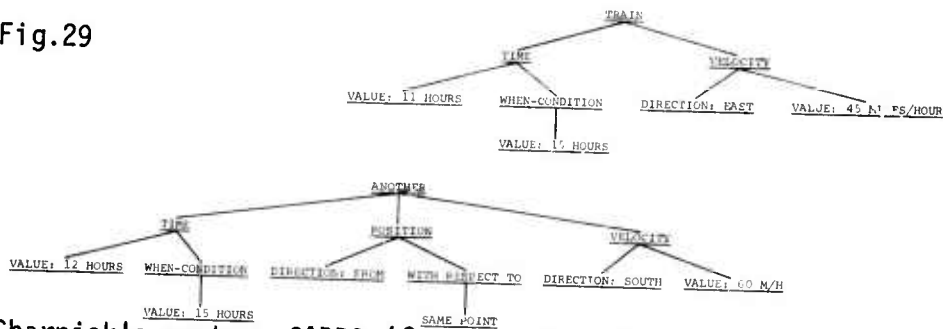 Fig.29
TRAIN
TIME VELOCITY
VALUE: 11 HOURS WHEN-CONDITION DIRECTION: EAST VALUE: 45 MILES/HOUR
VALUE: 15 HOURS
ANOTHER
TIME POSITION VELOCITY
VALUE: 12 HOURS WHEN-CONDITION DIRECTION: FROM WITH RESPECT TO DIRECTION: SOUTH VALUE: 60 M/H
VALUE: 15 HOURS SAME POINT